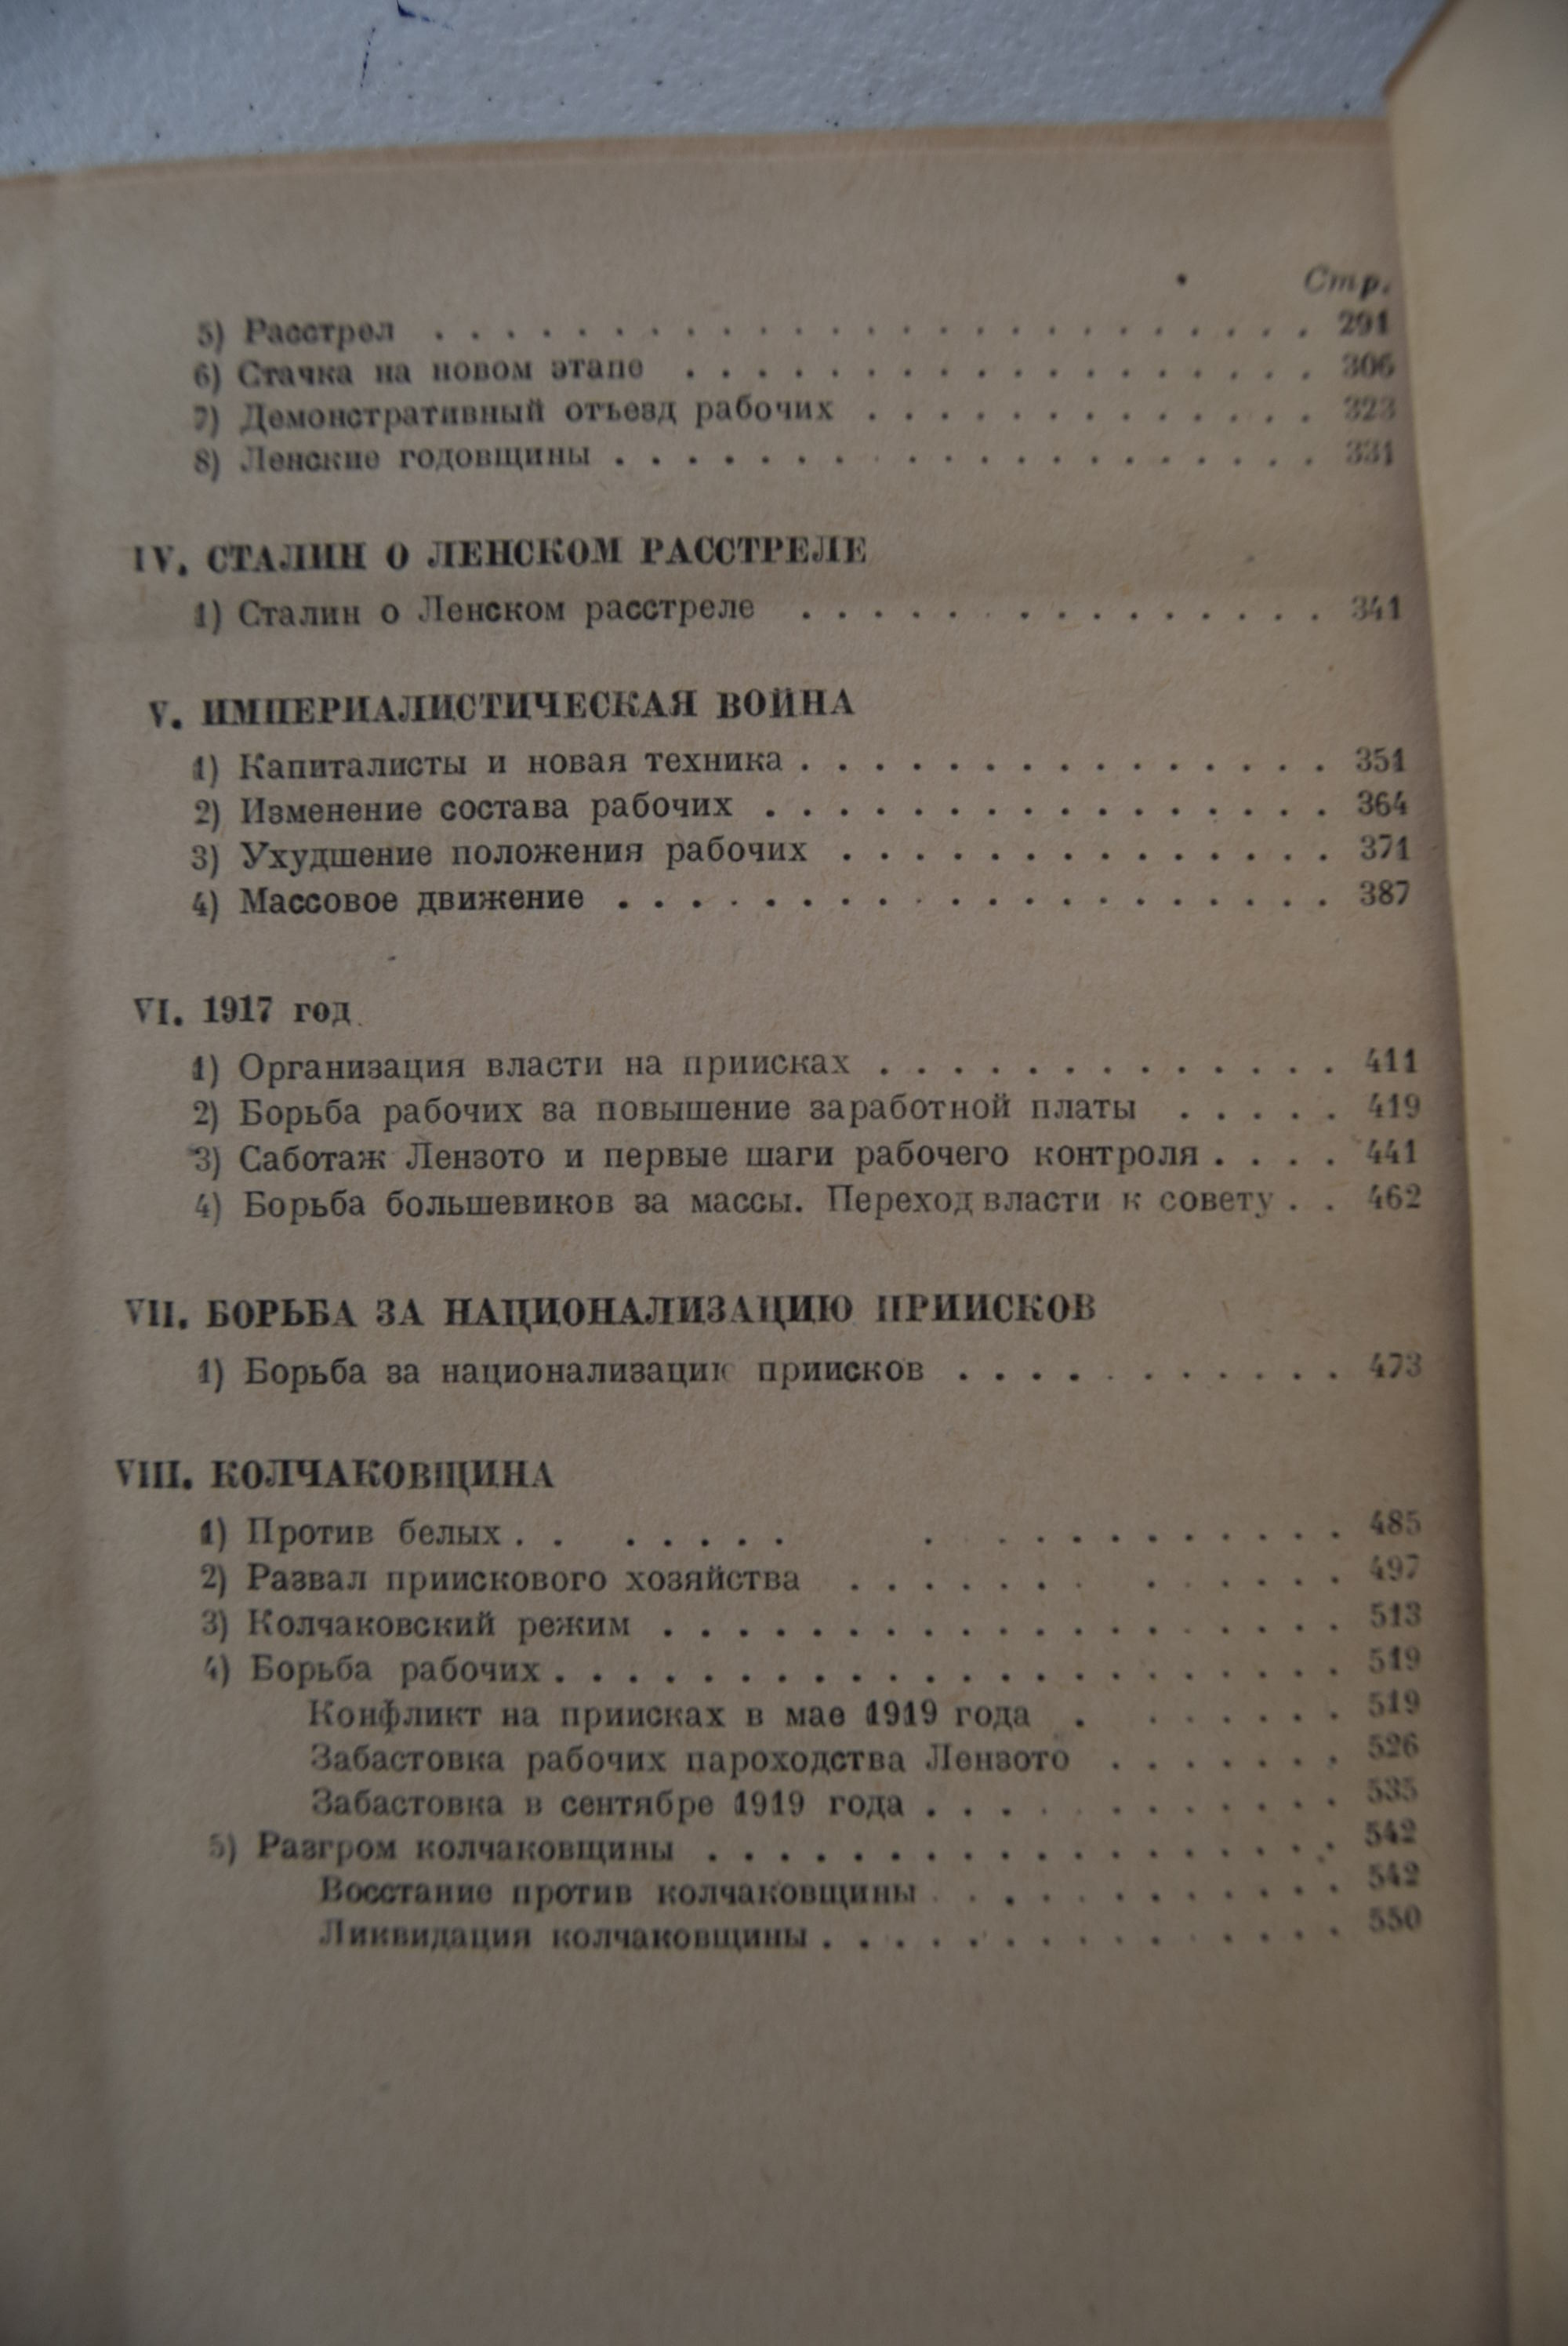 Стр.
5) Расстрел . . . . . . . . . . . . . . . . . . . . . . . . . 291
6) Стачка на новом этапе . . . . . . . . . . . . . . . . . . 306
7) Демонстративный отъезд рабочих . . . . . . . . . . . . . 323
8) Ленские годовщины . . . . . . . . . . . . . . . . . . . . 331
IV. СТАЛИН О ЛЕНСКОМ РАССТРЕЛЕ
1) Сталин о Ленском расстреле . . . . . . . . . . . . . . . 341
V. ИМПЕРИАЛИСТИЧЕСКАЯ ВОЙНА
1) Капиталисты и новая техника . . . . . . . . . . . . . . . 351
2) Изменение состава рабочих . . . . . . . . . . . . . . . . 364
3) Ухудшение положения рабочих . . . . . . . . . . . . . . 371
4) Массовое движение . . . . . . . . . . . . . . . . . . . . 387
VI. 1917 год
1) Организация власти на приисках . . . . . . . . . . . . . 411
2) Борьба рабочих за повышение заработной платы . . . . . 419
3) Саботаж Лензото и первые шаги рабочего контроля . . . . 441
4) Борьба большевиков за массы. Переход власти к совету . . 462
VII. БОРЬБА ЗА НАЦИОНАЛИЗАЦИЮ ПРИИСКОВ
1) Борьба за национализацию приисков . . . . . . . . . . . 473
VIII. КОЛЧАКОВЩИНА
1) Против белых . . . . . . . . . . . . . . . . . . . 485
2) Развал приискового хозяйства . . . . . . . . . . . . . 497
3) Колчаковский режим . . . . . . . . . . . . . . . . . . . 513
4) Борьба рабочих . . . . . . . . . . . . . . . . . . . . . . 519
Конфликт на приисках в мае 1919 года . . . . . . . 519
Забастовка рабочих пароходства Лензото . . . . . . . 526
Забастовка в сентябре 1919 года . . . . . . . . . . . . 535
5) Разгром колчаковщины . . . . . . . . . . . . . . . . . . 542
Восстание против колчаковщины . . . . . . . . . . . . 542
Ликвидация колчаковщины . . . . . . . . . . . . . . . 550